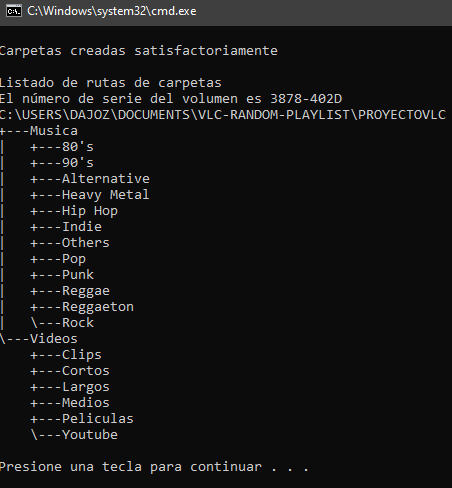 C:\Windows\system32\cmd.exe
Carpetas creadas satisfactoriamente
Listado de rutas de carpetas
El número de serie del volumen es 3878-402D
C:\USERS\DAJOZ\DOCUMENTS\VLC-RANDOM-PLAYLIST\PROYECTOVLC
+---Musica
|   +---80's
|   +---90's
|   +---Alternative
|   +---Heavy Metal
|   +---Hip Hop
|   +---Indie
|   +---Others
|   +---Pop
|   +---Punk
|   +---Reggae
|   +---Reggaeton
|   \---Rock
\---Videos
    +---Clips
    +---Cortos
    +---Largos
    +---Medios
    +---Peliculas
    \---Youtube
Presione una tecla para continuar . . .